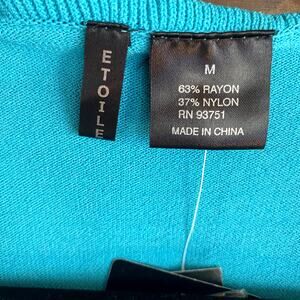 ETOILE
M
63% RAYON
37% NYLON
RN 93751
MADE IN CHINA